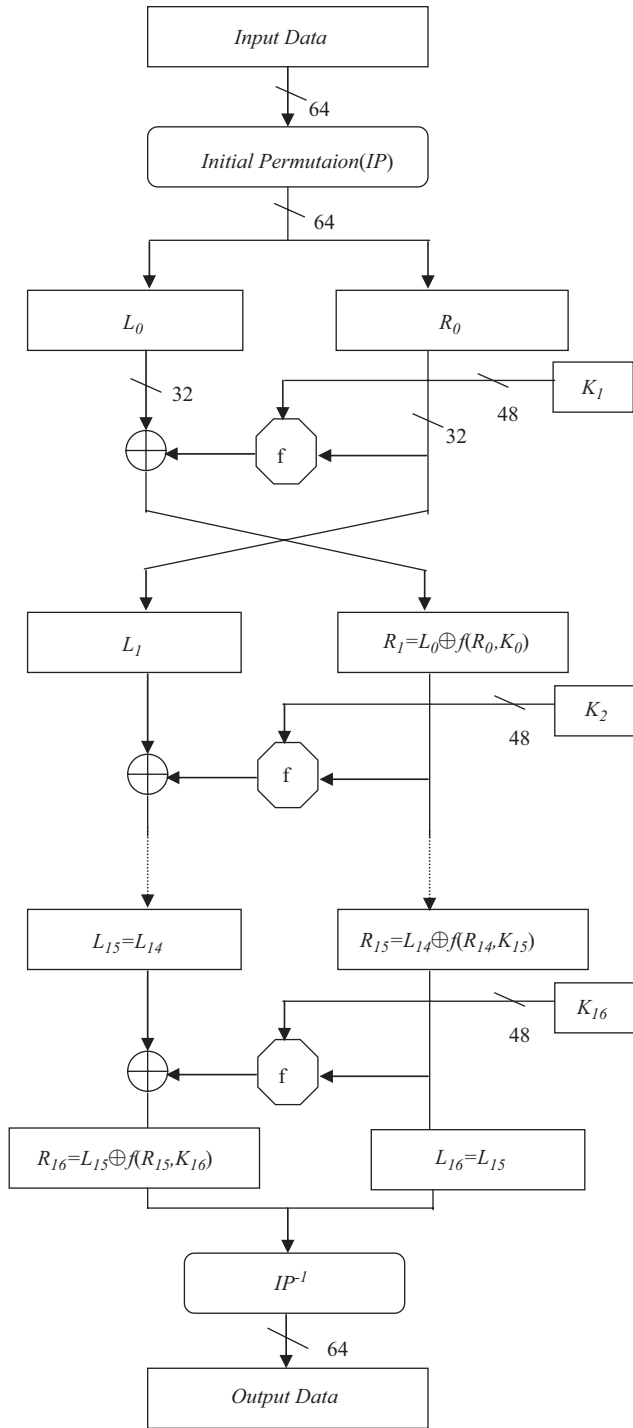 Input Data
64
Initial Permutaion(IP)
64
L₀
R₀
K₁
48
32
32
f
L₁
R₁=L₀⊕f(R₀,K₀)
K₂
48
f
L₁₅=L₁₄
R₁₅=L₁₄⊕f(R₁₄,K₁₅)
K₁₆
48
f
R₁₆=L₁₅⊕f(R₁₅,K₁₆)
L₁₆=L₁₅
IP⁻¹
64
Output Data